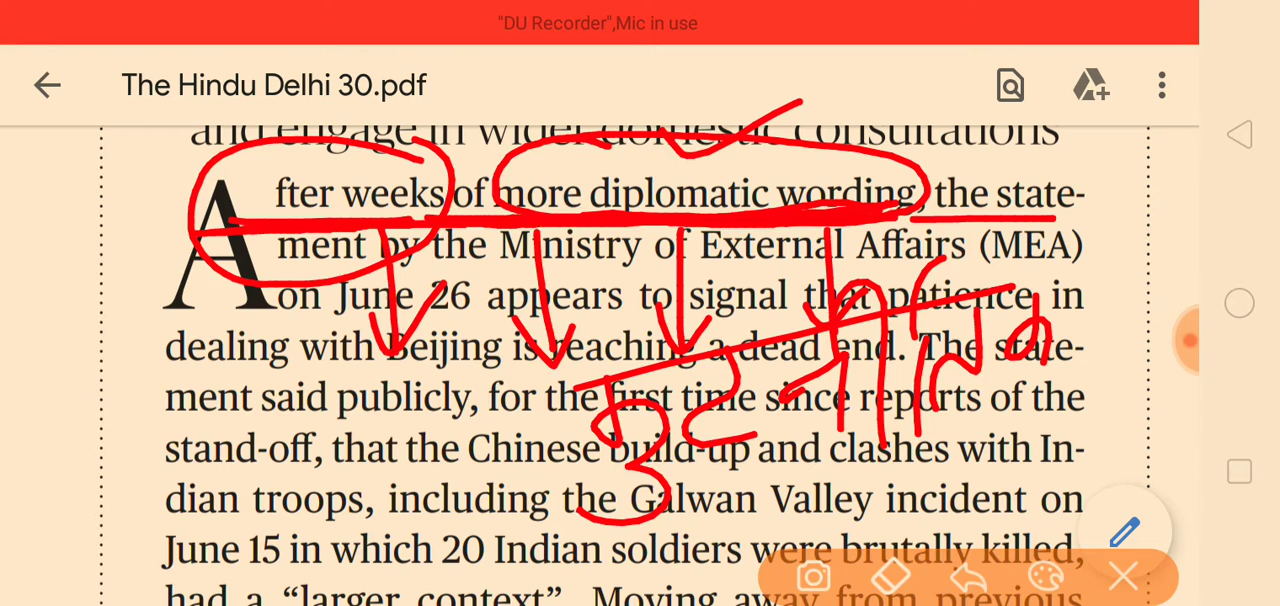 "DU Recorder",Mic in use
The Hindu Delhi 30.pdf
and engage in wider domestic consultations
After weeks of more diplomatic wording, the state-
ment by the Ministry of External Affairs (MEA)
on June 26 appears to signal that patience in
dealing with Beijing is reaching a dead end. The state-
ment said publicly, for the first time since reports of the
stand-off, that the Chinese build-up and clashes with In-
dian troops, including the Galwan Valley incident on
June 15 in which 20 Indian soldiers were brutally killed,
had a “larger context”. Moving away from previous